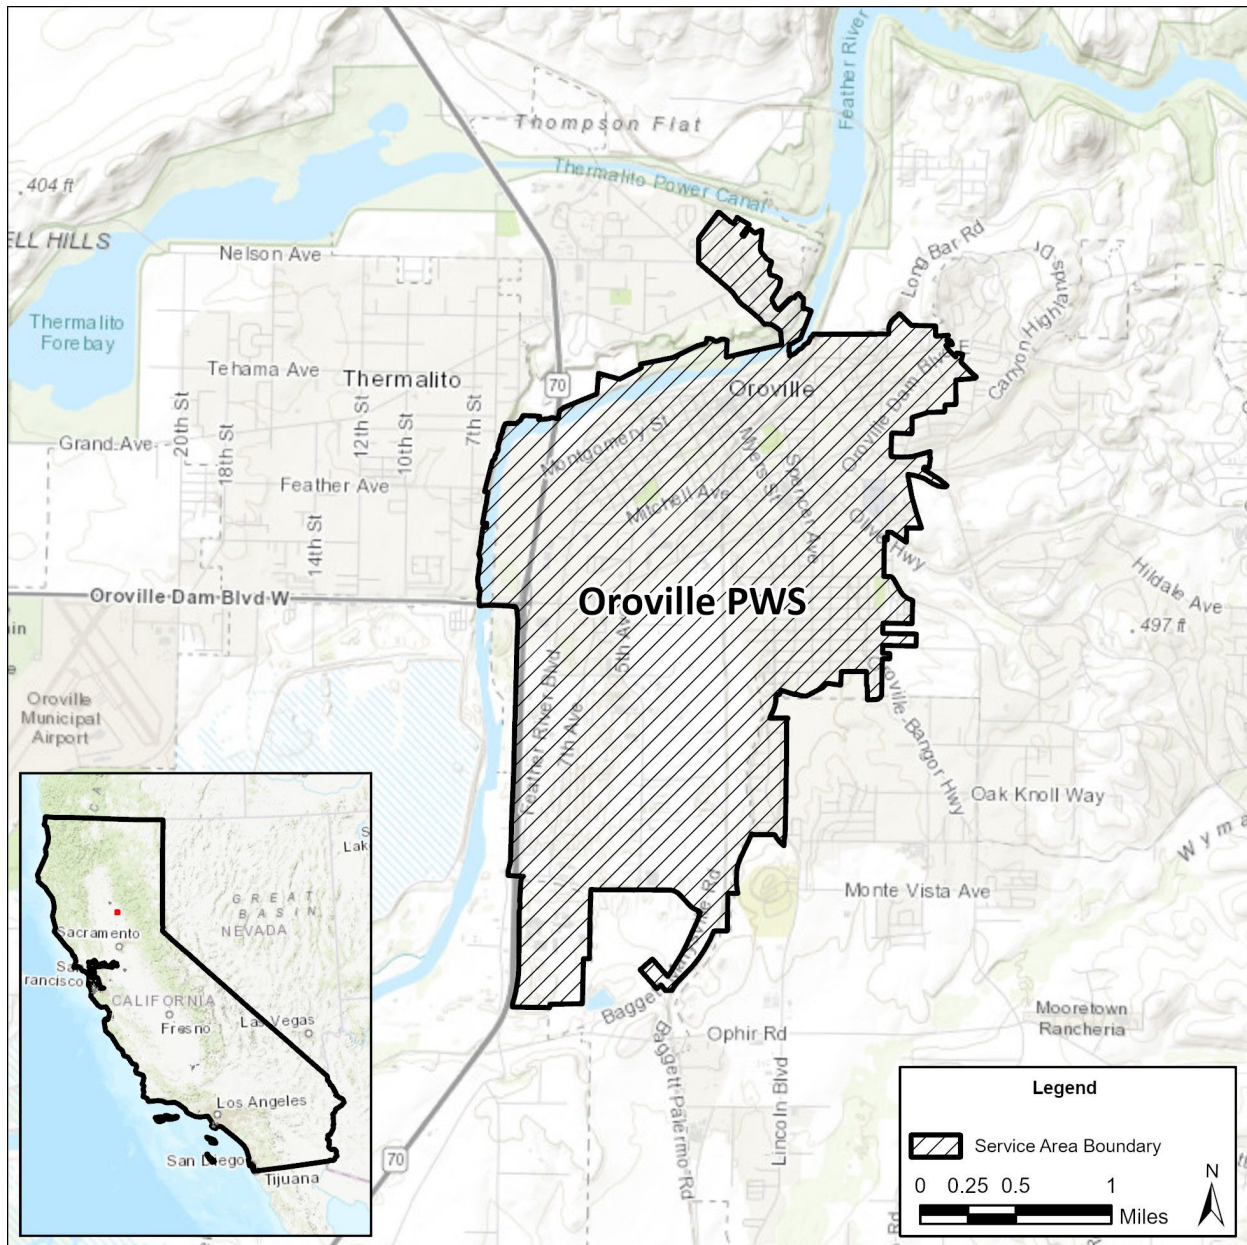 Feather River
Thompson Flat
Thermalito Power Canal
404 ft
ELL HILLS
Nelson Ave
Long Bar Rd
Canyon Highlands Dr
Thermalito
Forebay
Tehama Ave
Thermalito
70
Oroville
Oroville Dam Blvd E
20th St
18th St
12th St
10th St
7th St
Grand Ave
Montgomery St
Myers St
Spencer Ave
Feather Ave
Mitchell Ave
14th St
Olive Hwy
Hildale Ave
Oroville Dam Blvd W
Oroville PWS
497 ft
5th Ave
Feather River Blvd
7th Ave
Oroville-Bangor Hwy
Oroville
Municipal
Airport
Oak Knoll Way
Wyma
Monte Vista Ave
Ophir Rd
Baggett Palermo Rd
Lincoln Blvd
Mooretown
Rancheria
70
GREAT
BASIN
NEVADA
Sacramento
rancisco
CALIFORNIA
Fresno
Las Vegas
Los Angeles
San Diego
Tijuana
Legend
Service Area Boundary
0 0.25 0.5 1
Miles
N